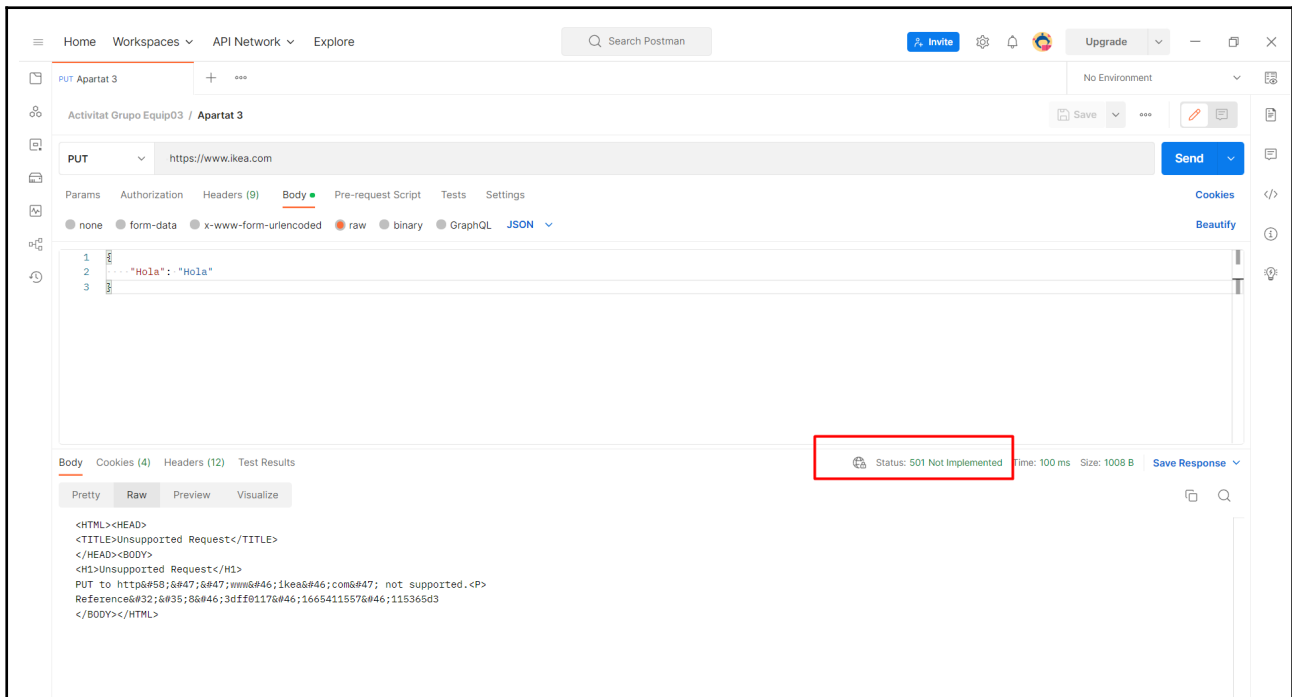 Home Workspaces API Network Explore Search Postman Invite Upgrade
PUT Apartat 3 No Environment
Activitat Grupo Equip03 / Apartat 3 Save
PUT https://www.ikea.com Send
Params Authorization Headers (9) Body Pre-request Script Tests Settings Cookies
none form-data x-www-form-urlencoded raw binary GraphQL JSON Beautify
1 {
2 ····"Hola":·"Hola"
3 }
Body Cookies (4) Headers (12) Test Results Status: 501 Not Implemented Time: 100 ms Size: 1008 B Save Response
Pretty Raw Preview Visualize
<HTML><HEAD>
<TITLE>Unsupported Request</TITLE>
</HEAD><BODY>
<H1>Unsupported Request</H1>
PUT to http&#58;&#47;&#47;www&#46;ikea&#46;com&#47; not supported.<P>
Reference&#32;&#35;8&#46;3dff0117&#46;1665411557&#46;115365d3
</BODY></HTML>